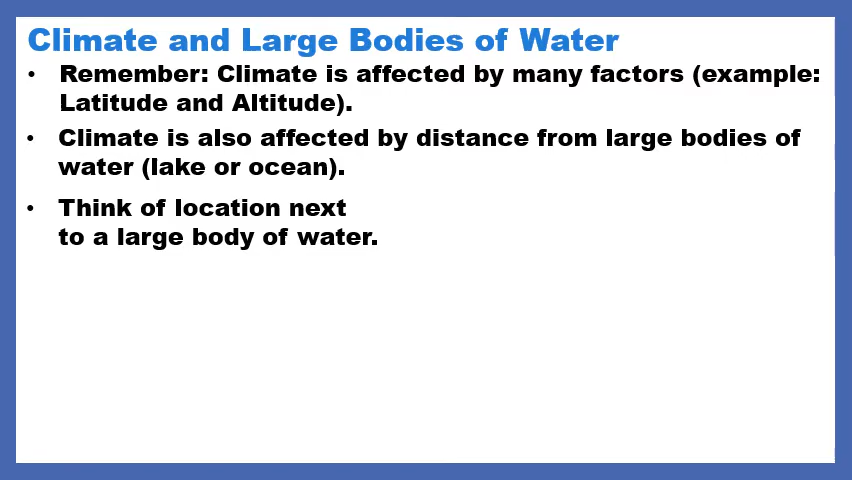 Climate and Large Bodies of Water
• Remember: Climate is affected by many factors (example:
Latitude and Altitude).
• Climate is also affected by distance from large bodies of
water (lake or ocean).
• Think of location next
to a large body of water.